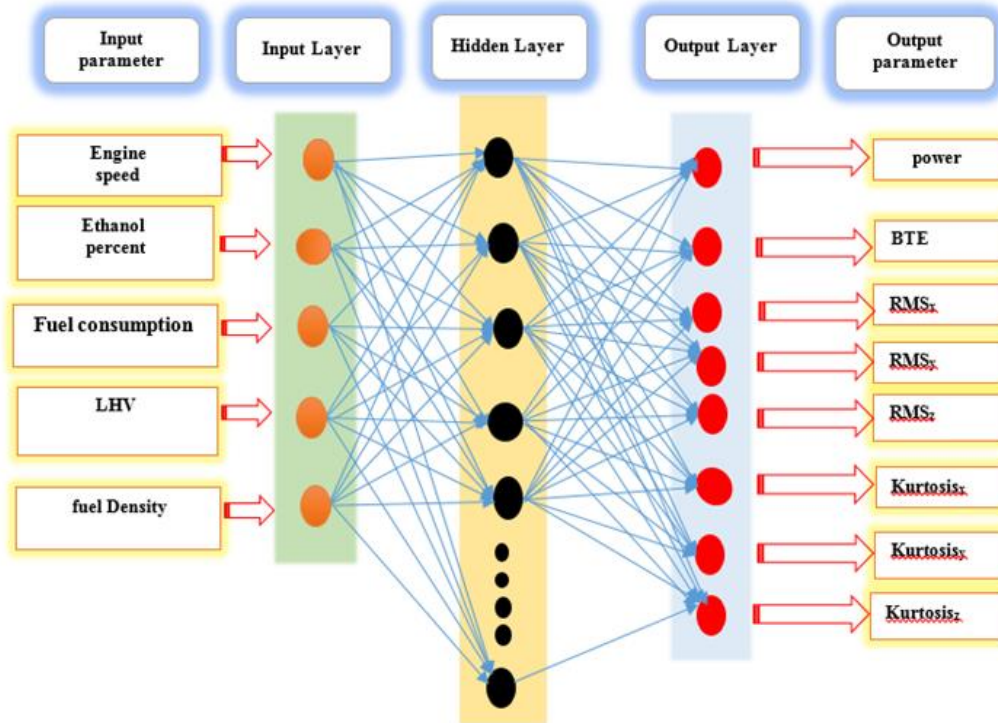 Input
parameter
Input Layer
Hidden Layer
Output Layer
Output
parameter
Engine
speed
Ethanol
percent
Fuel consumption
LHV
fuel Density
power
BTE
RMSx
RMSy
RMSz
KurtosisY
KurtosisY
Kurtosisz